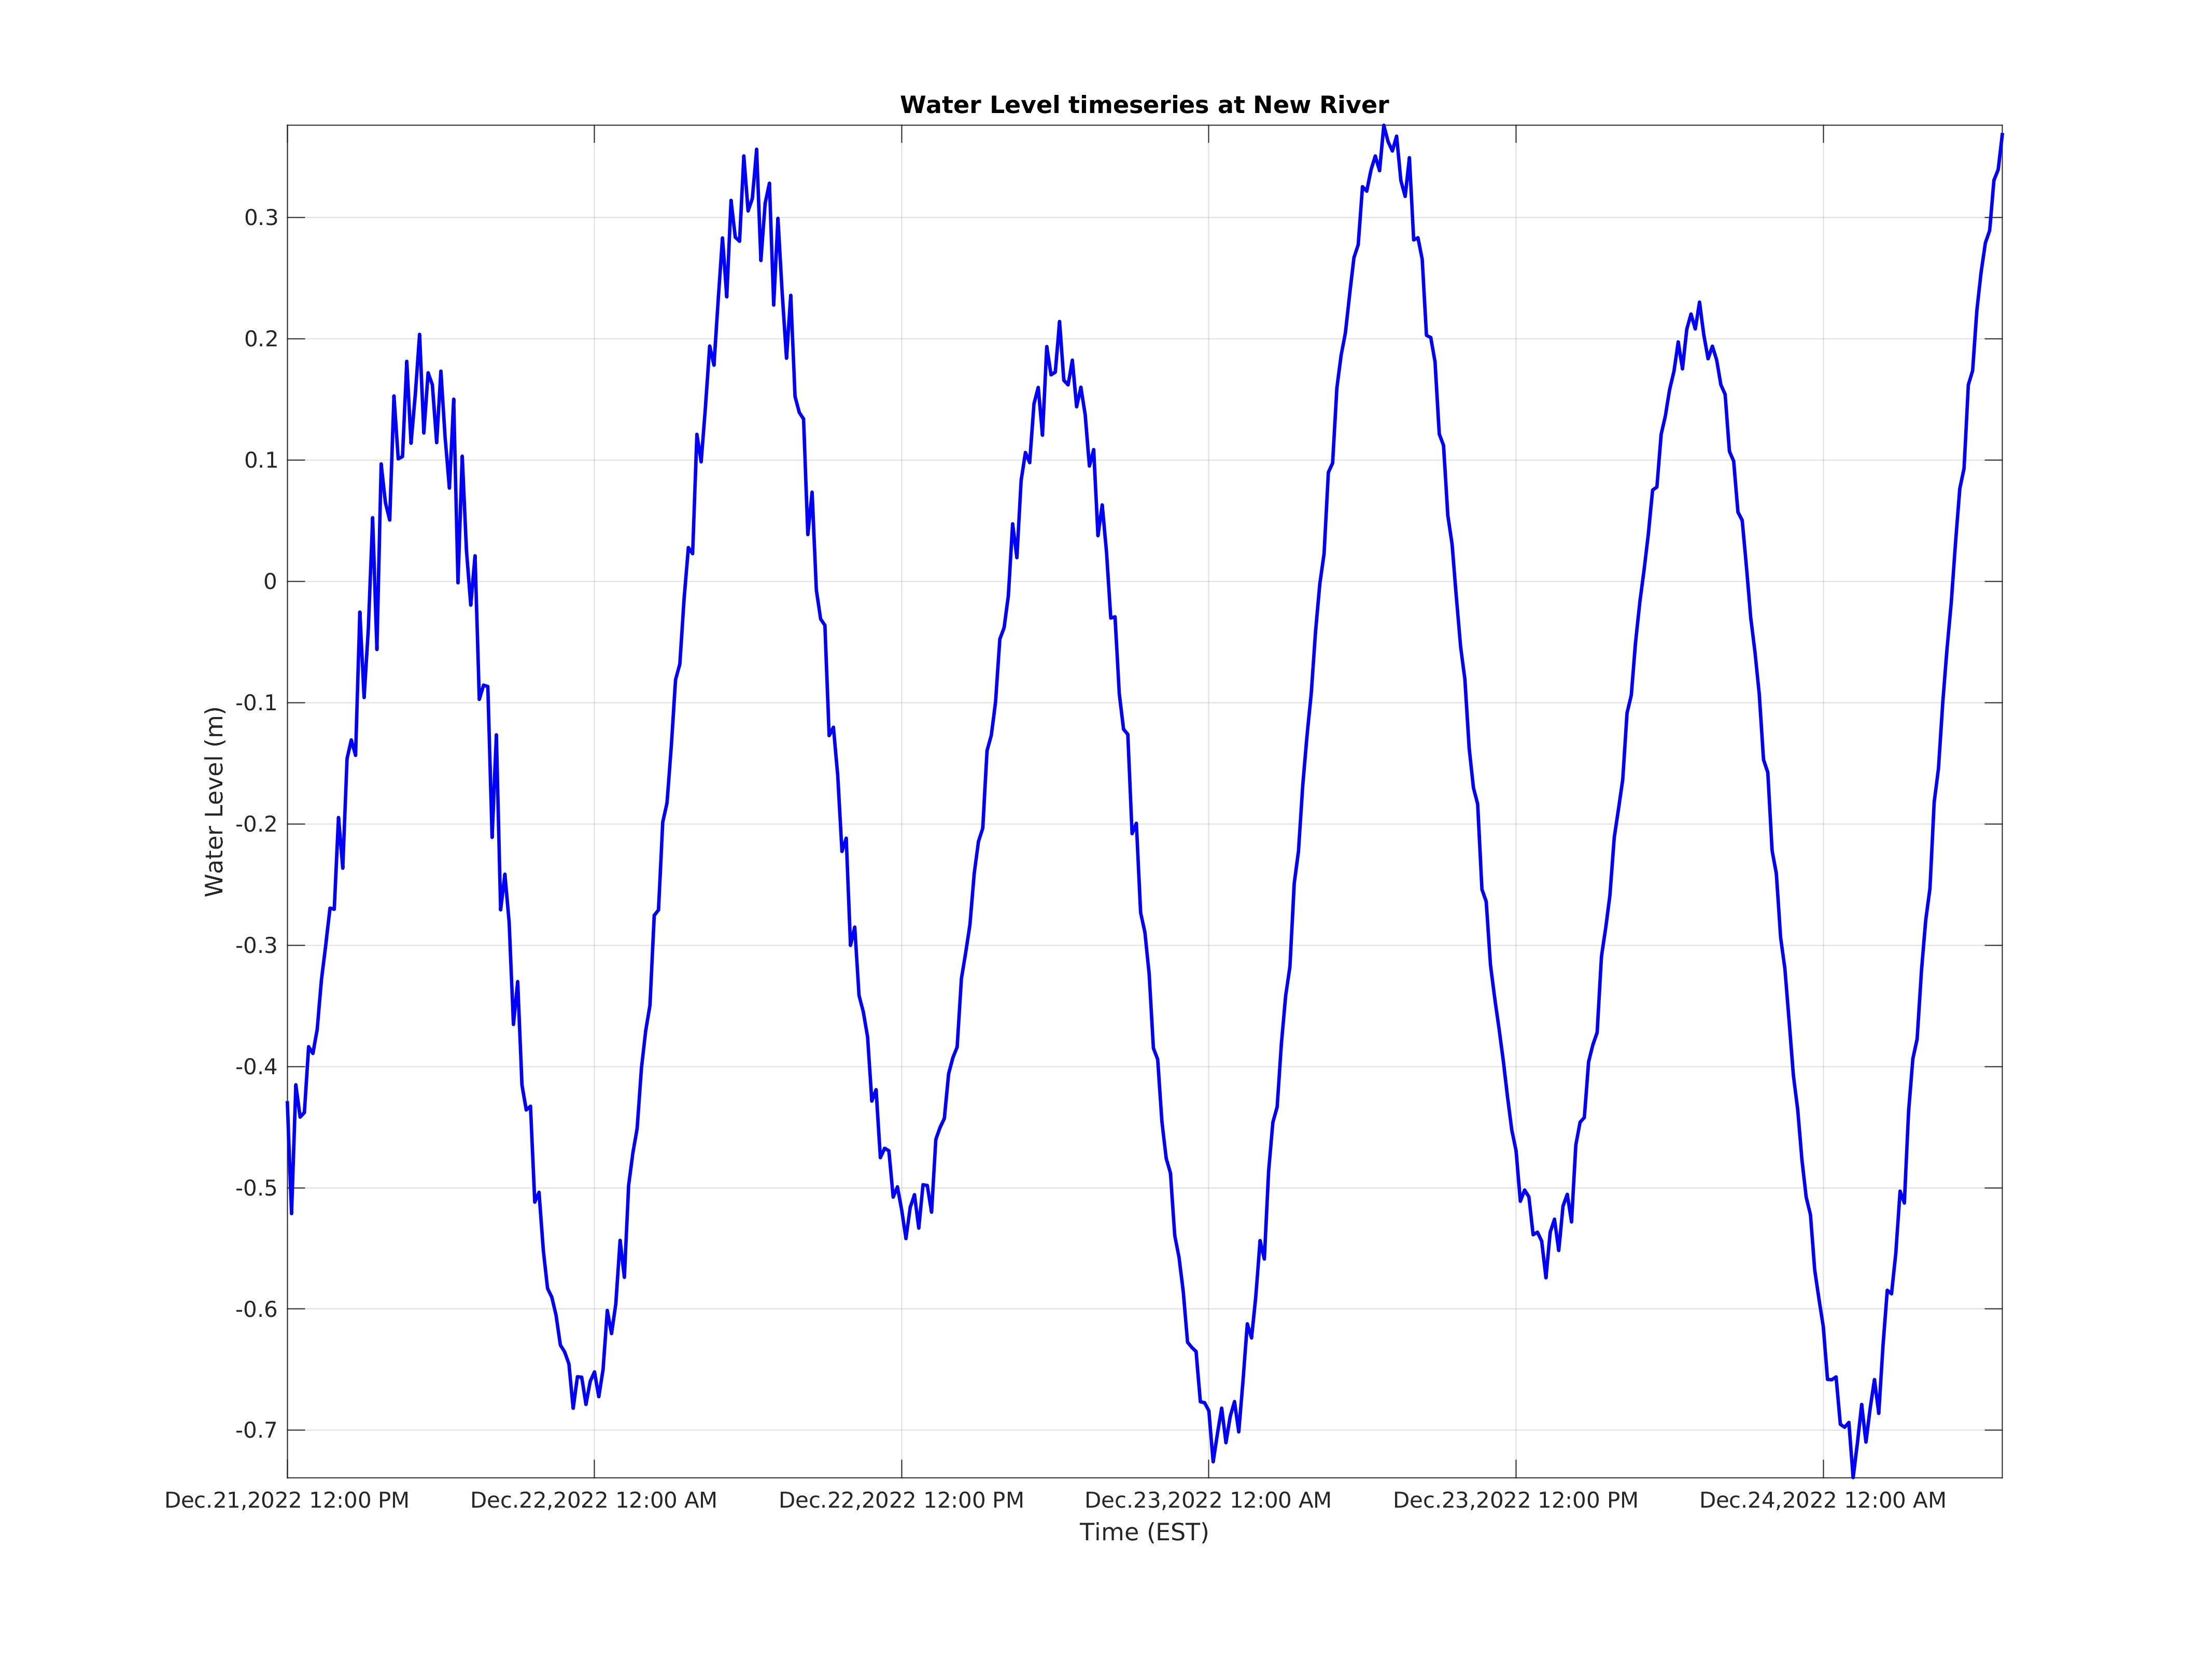 Water Level timeseries at New River
0.3
0.2
0.1
0
-0.1
-0.2
-0.3
-0.4
-0.5
-0.6
-0.7
Water Level (m)
Dec.21,2022 12:00 PM
Dec.22,2022 12:00 AM
Dec.22,2022 12:00 PM
Dec.23,2022 12:00 AM
Dec.23,2022 12:00 PM
Dec.24,2022 12:00 AM
Time (EST)